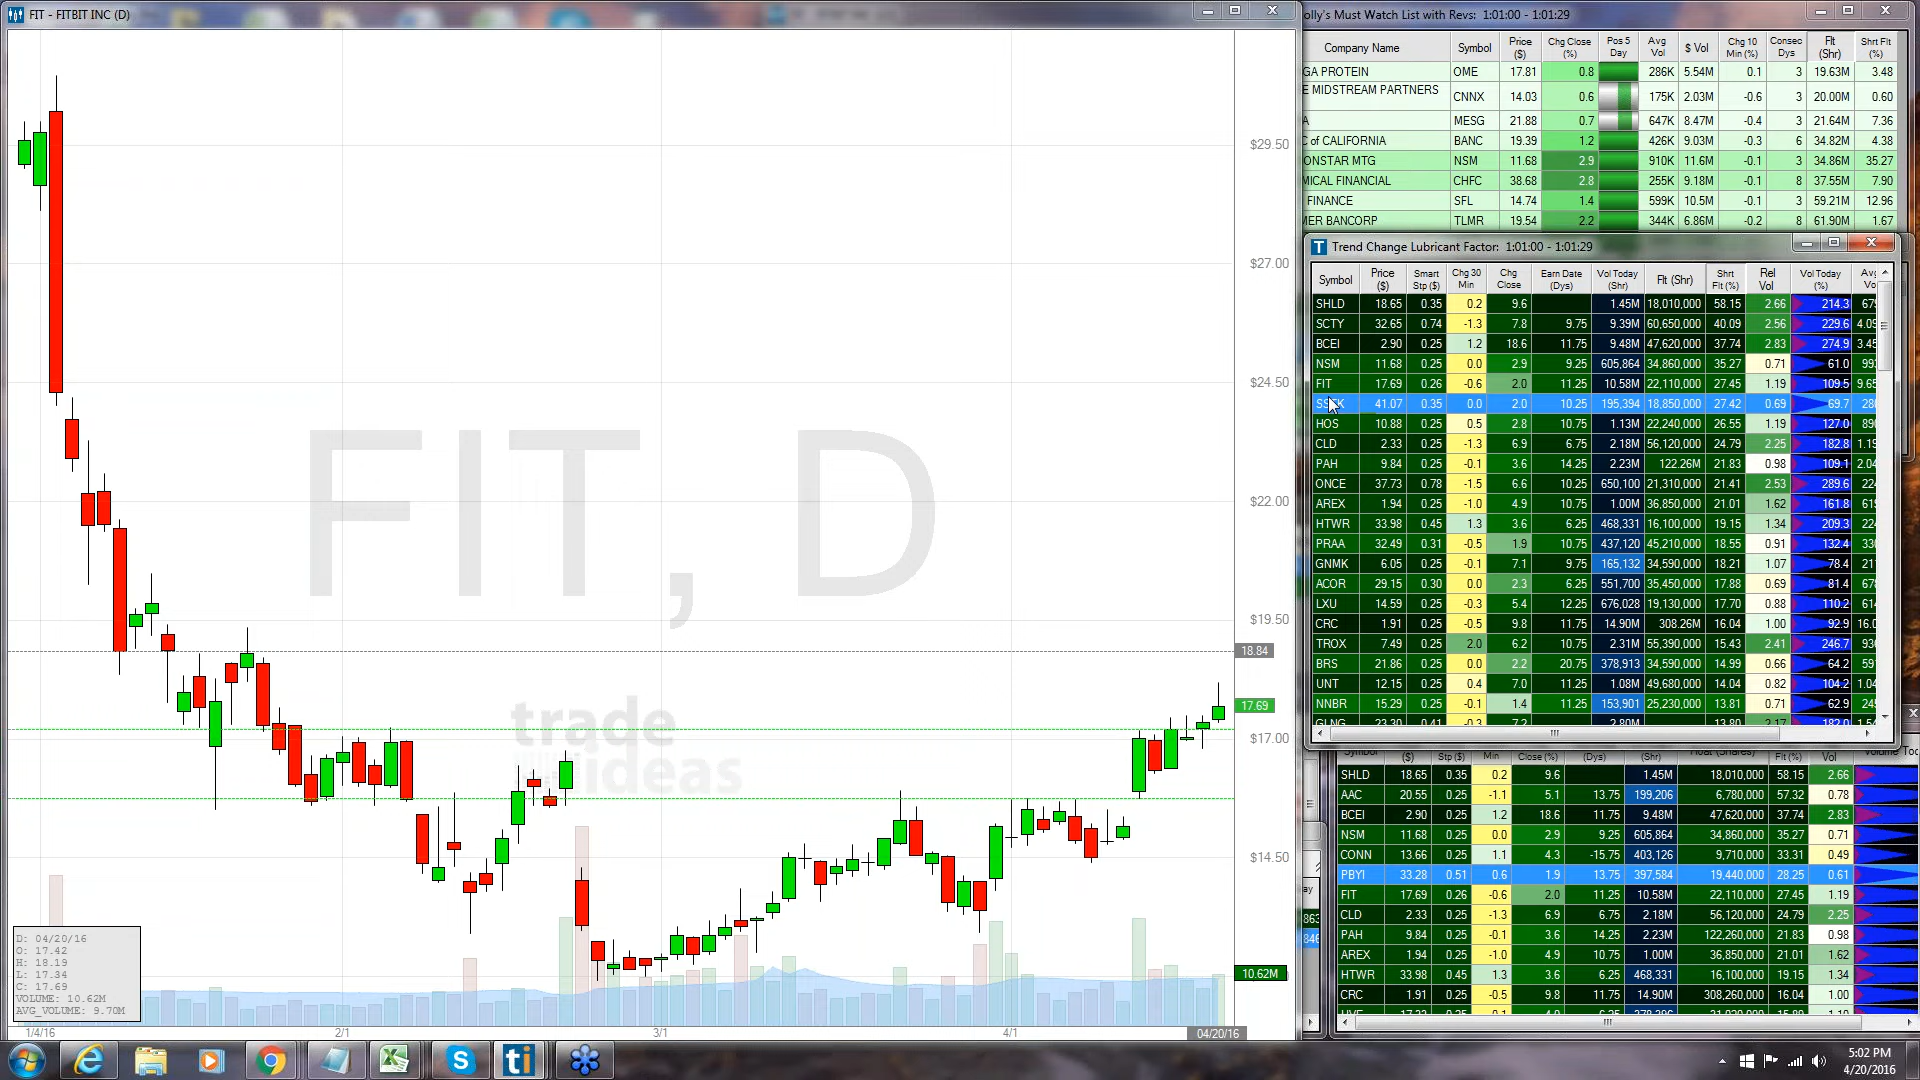 FIT - FITBIT INC (D)
$29.50
$27.00
$24.50
$22.00
$19.50
18.84
17.69
$17.00
$14.50
10.62M
FIT, D
trade
ideas
D: 04/20/16
O: 17.42
H: 18.19
L: 17.34
C: 17.69
VOLUME: 10.62M
AVG_VOLUME: 9.70M
1/4/16 2/1 3/1 4/1 04/20/16
olly's Must Watch List with Revs: 1:01:00 - 1:01:29
Company Name Symbol Price ($) Chg Close (%) Pos 5 Day Avg Vol $ Vol Chg 10 Min (%) Consec Dys Flt (Shr) Shrt Flt (%)
GA PROTEIN OME 17.81 0.8 286K 5.54M 0.1 3 19.63M 3.48
E MIDSTREAM PARTNERS CNNX 14.03 0.6 175K 2.03M -0.6 3 20.00M 0.60
A MESG 21.88 0.7 647K 8.47M -0.4 3 21.64M 7.36
C of CALIFORNIA BANC 19.39 1.2 426K 9.03M -0.3 6 34.82M 4.38
ONSTAR MTG NSM 11.68 2.9 910K 11.6M -0.1 3 34.86M 35.27
MICAL FINANCIAL CHFC 38.68 2.8 255K 9.18M -0.1 8 37.55M 7.90
FINANCE SFL 14.74 1.4 599K 10.5M -0.1 3 59.21M 12.96
MER BANCORP TLMR 19.54 2.2 344K 6.86M -0.2 8 61.90M 1.67
Trend Change Lubricant Factor: 1:01:00 - 1:01:29
Symbol Price ($) Smart Stp ($) Chg 30 Min Chg Close Earn Date (Dys) Vol Today (Shr) Flt (Shr) Shrt Flt (%) Rel Vol Vol Today (%)
SHLD 18.65 0.35 0.2 9.6 1.45M 18,010,000 58.15 2.66 214.3
SCTY 32.65 0.74 -1.3 7.8 9.75 9.39M 60,650,000 40.09 2.56 229.6 4.09
BCEI 2.90 0.25 1.2 18.6 11.75 9.48M 47,620,000 37.74 2.83 274.9 3.45
NSM 11.68 0.25 0.0 2.9 9.25 605,864 34,860,000 35.27 0.71 61.0
FIT 17.69 0.26 -0.6 2.0 11.25 10.58M 22,110,000 27.45 1.19 109.5 9.65
41.07 0.35 0.0 2.0 10.25 195,394 18,850,000 27.42 0.69 69.7
HOS 10.88 0.25 0.5 2.8 10.75 1.13M 22,240,000 26.55 1.19 127.0
CLD 2.33 0.25 -1.3 6.9 6.75 2.18M 56,120,000 24.79 2.25 182.8 1.19
PAH 9.84 0.25 -0.1 3.6 14.25 2.23M 122.26M 21.83 0.98 109.1 2.04
ONCE 37.73 0.78 -1.5 6.6 10.25 650,100 21,310,000 21.41 2.53 289.6
AREX 1.94 0.25 -1.0 4.9 10.75 1.00M 36,850,000 21.01 1.62 161.8
HTWR 33.98 0.45 1.3 3.6 6.25 468,331 16,100,000 19.15 1.34 209.3
PRAA 32.49 0.31 -0.5 1.9 10.75 437,120 45,210,000 18.55 0.91 132.4
GNMK 6.05 0.25 -0.1 7.1 9.75 165,132 34,590,000 18.21 1.07 78.4
ACOR 29.15 0.30 0.0 2.3 6.25 551,700 35,450,000 17.88 0.69 81.4
LXU 14.59 0.25 -0.3 5.4 12.25 676,028 19,130,000 17.70 0.88 110.2
CRC 1.91 0.25 -0.5 9.8 11.75 14.90M 308.26M 16.04 1.00 92.9
TROX 7.49 0.25 2.0 6.2 10.75 2.31M 55,390,000 15.43 2.41 246.7
BRS 21.86 0.25 0.0 2.2 20.75 378,913 34,590,000 14.99 0.66 64.2
UNT 12.15 0.25 0.4 7.0 11.25 1.08M 49,680,000 14.04 0.82 104.2
NNBR 15.29 0.25 -0.1 1.4 11.25 153,901 25,230,000 13.81 0.71 62.9
GLNG 23.30 0.41 -0.3 7.2 2.80M 13.80 2.17 182.0
Symbol ($) Stp ($) Min Close (%) (Dys) (Shr) Float (Shares) Flt (%) Vol
SHLD 18.65 0.35 0.2 9.6 1.45M 18,010,000 58.15 2.66
AAC 20.55 0.25 -1.1 5.1 13.75 199,206 6,780,000 57.32 0.78
BCEI 2.90 0.25 1.2 18.6 11.75 9.48M 47,620,000 37.74 2.83
NSM 11.68 0.25 0.0 2.9 9.25 605,864 34,860,000 35.27 0.71
CONN 13.66 0.25 1.1 4.3 -15.75 403,126 9,710,000 33.31 0.49
PBYI 33.28 0.51 0.6 1.9 13.75 397,584 19,440,000 28.25 0.61
FIT 17.69 0.26 -0.6 2.0 11.25 10.58M 22,110,000 27.45 1.19
CLD 2.33 0.25 -1.3 6.9 6.75 2.18M 56,120,000 24.79 2.25
PAH 9.84 0.25 -0.1 3.6 14.25 2.23M 122,260,000 21.83 0.98
AREX 1.94 0.25 -1.0 4.9 10.75 1.00M 36,850,000 21.01 1.62
HTWR 33.98 0.45 1.3 3.6 6.25 468,331 16,100,000 19.15 1.34
CRC 1.91 0.25 -0.5 9.8 11.75 14.90M 308,260,000 16.04 1.00
5:02 PM
4/20/2016